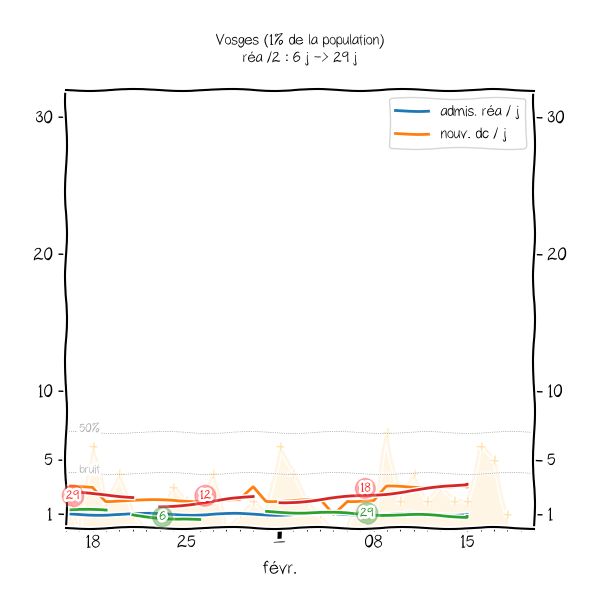 Vosges (1% de la population)
réa /2 : 6 j -> 29 j
admis. réa / j
nouv. dc / j
30 30
20 20
10 10
50%
5 5
bruit
29 12 18
6 29
1 1
18 25 1 08 15
févr.